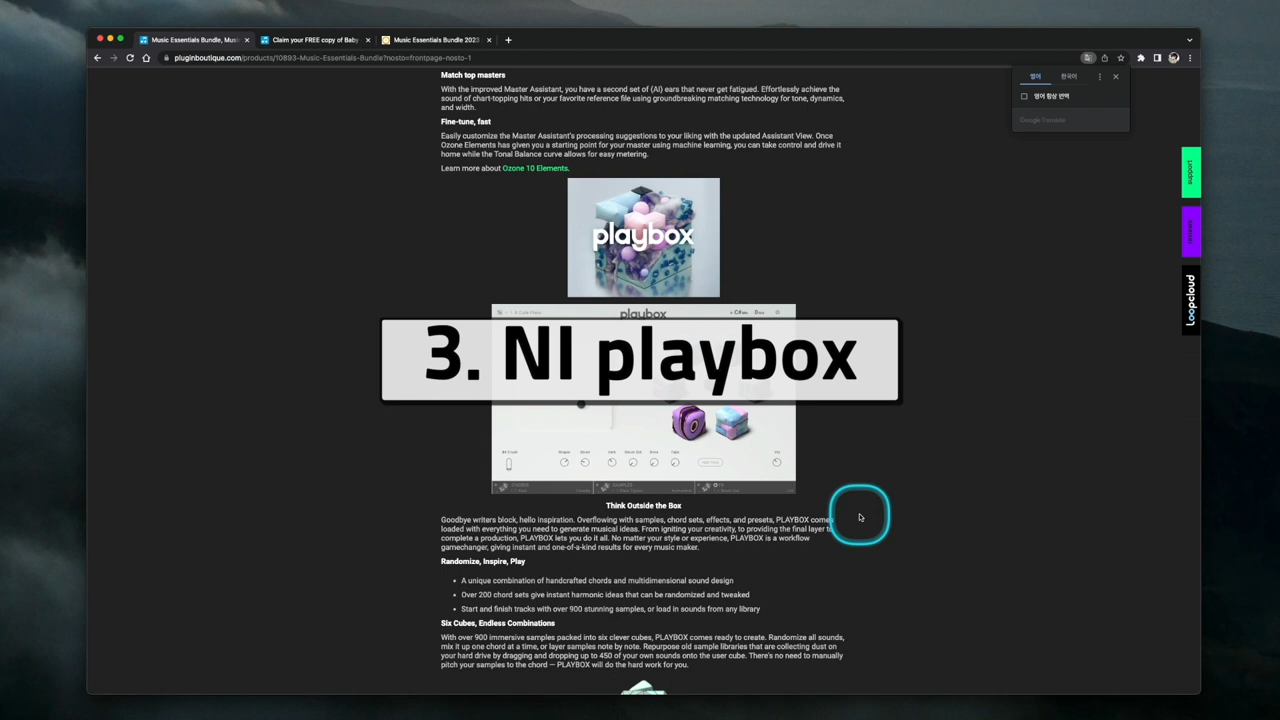 Music Essentials Bundle, Music
Claim your FREE copy of Baby
Music Essentials Bundle 2023
pluginboutique.com/products/10893-Music-Essentials-Bundle?nosto=frontpage-nosto-1
영어 한국어
영어 항상 번역
Google Translate
Match top masters
With the improved Master Assistant, you have a second set of (AI) ears that never get fatigued. Effortlessly achieve the
sound of chart-topping hits or your favorite reference file using groundbreaking matching technology for tone, dynamics,
and width.
Fine-tune, fast
Easily customize the Master Assistant's processing suggestions to your liking with the updated Assistant View. Once
Ozone Elements has given you a starting point for your master using machine learning, you can take control and drive it
home while the Tonal Balance curve allows for easy metering.
Learn more about Ozone 10 Elements.
support
Loopcloud
playbox
playbox
3. NI playbox
Think Outside the Box
Goodbye writers block, hello inspiration. Overflowing with samples, chord sets, effects, and presets, PLAYBOX comes
loaded with everything you need to generate musical ideas. From igniting your creativity, to providing the final layer to
complete a production, PLAYBOX lets you do it all. No matter your style or experience, PLAYBOX is a workflow
gamechanger, giving instant and one-of-a-kind results for every music maker.
Randomize, Inspire, Play
• A unique combination of handcrafted chords and multidimensional sound design
• Over 200 chord sets give instant harmonic ideas that can be randomized and tweaked
• Start and finish tracks with over 900 stunning samples, or load in sounds from any library
Six Cubes, Endless Combinations
With over 900 immersive samples packed into six clever cubes, PLAYBOX comes ready to create. Randomize all sounds,
mix it up one chord at a time, or layer samples note by note. Repurpose old sample libraries that are collecting dust on
your hard drive by dragging and dropping up to 450 of your own sounds onto the user cube. There's no need to manually
pitch your samples to the chord — PLAYBOX will do the hard work for you.